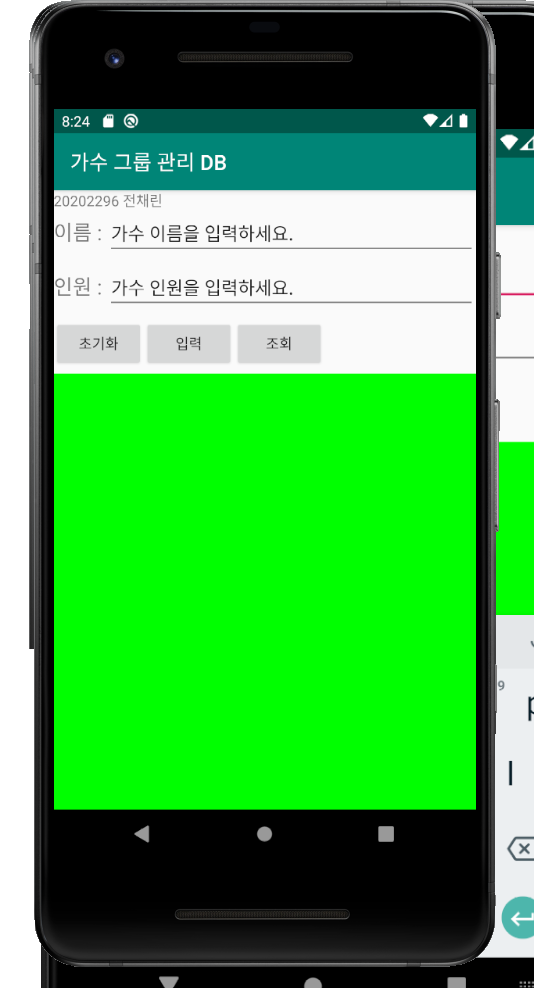 8:24
가수 그룹 관리 DB
20202296 전채린
이름 : 가수 이름을 입력하세요.
인원 : 가수 인원을 입력하세요.
초기화 입력 조회
9
p
l